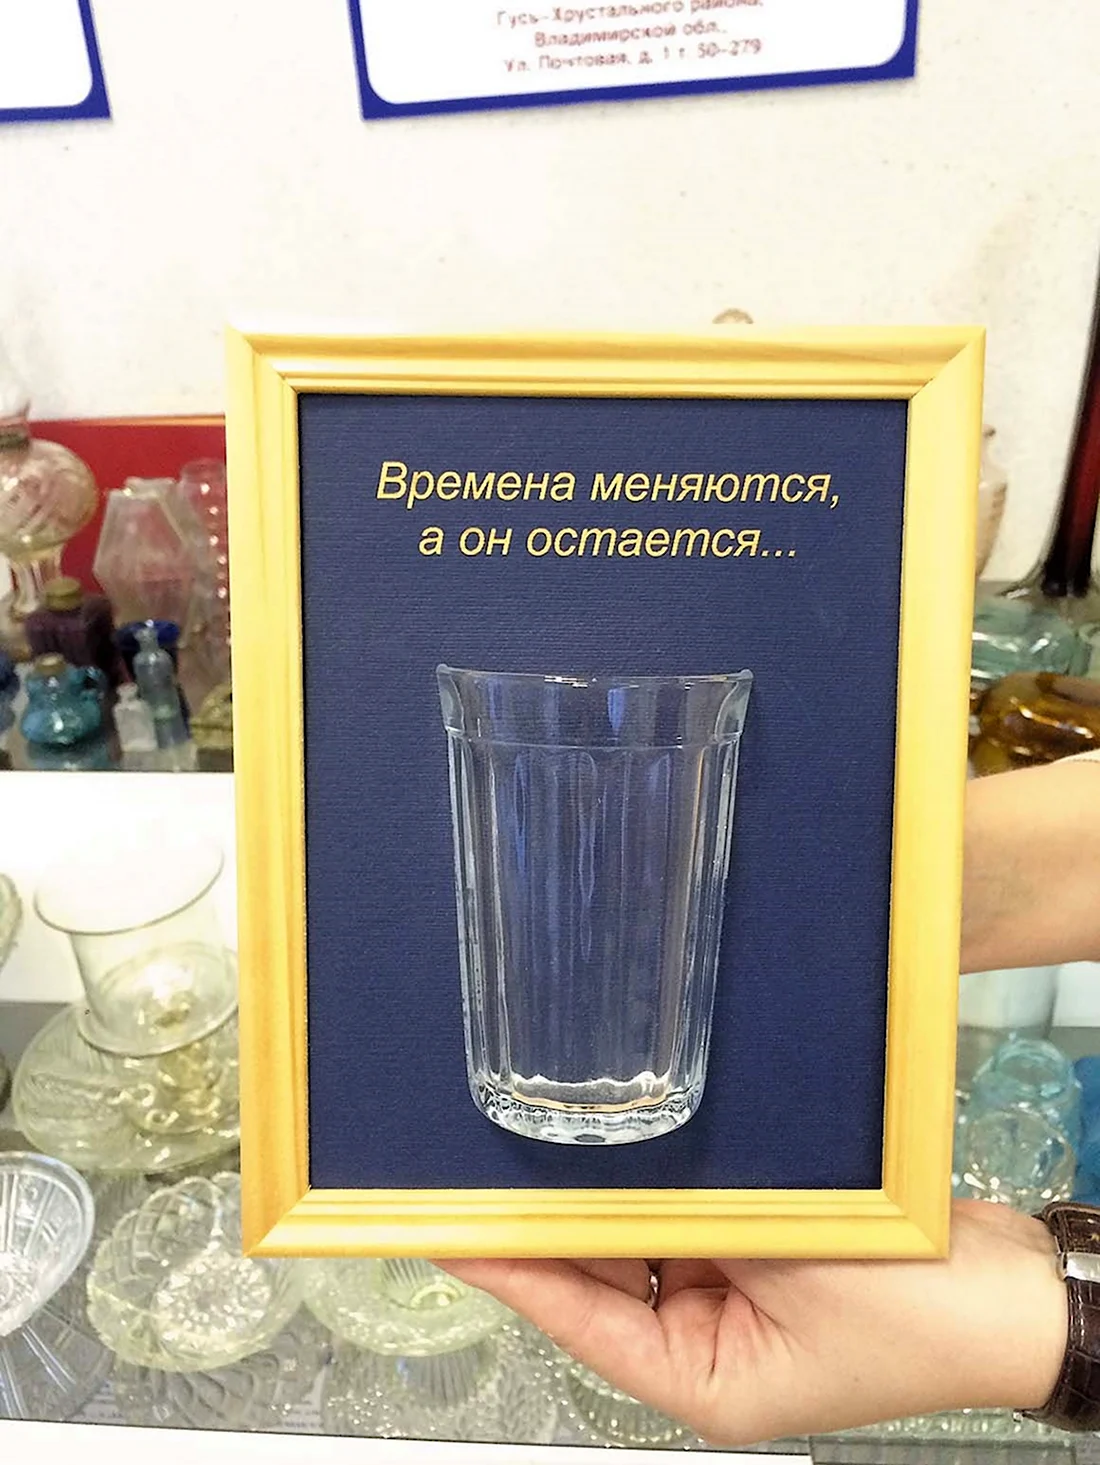 Гусь-Хрустального района,
Владимирской обл.,
Ул. Почтовая, д. 1 т. 50-279
Времена меняются,
а он остается...